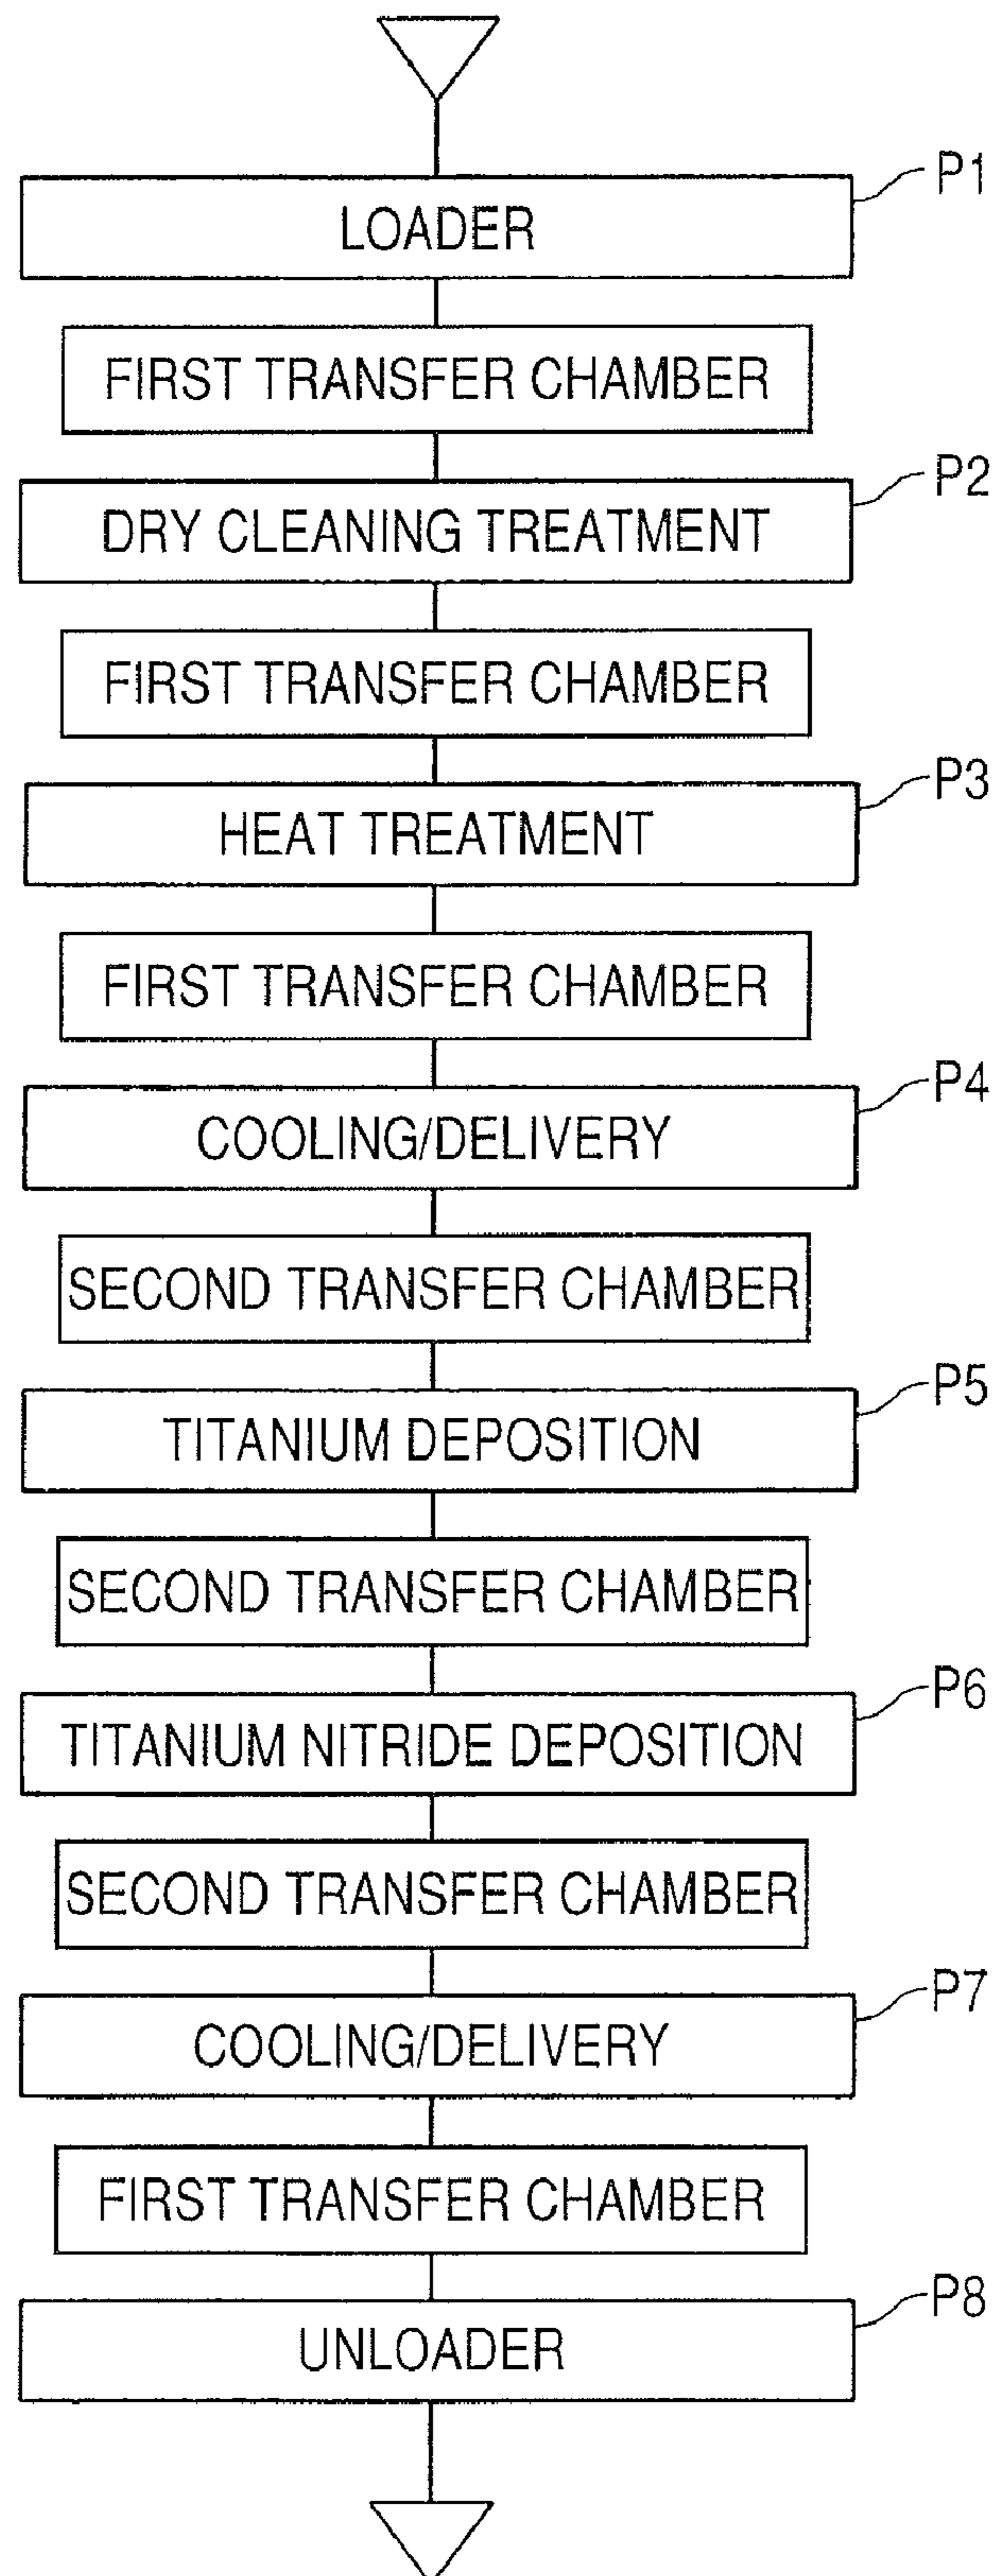 P1
LOADER
FIRST TRANSFER CHAMBER
P2
DRY CLEANING TREATMENT
FIRST TRANSFER CHAMBER
P3
HEAT TREATMENT
FIRST TRANSFER CHAMBER
P4
COOLING/DELIVERY
SECOND TRANSFER CHAMBER
P5
TITANIUM DEPOSITION
SECOND TRANSFER CHAMBER
P6
TITANIUM NITRIDE DEPOSITION
SECOND TRANSFER CHAMBER
P7
COOLING/DELIVERY
FIRST TRANSFER CHAMBER
P8
UNLOADER